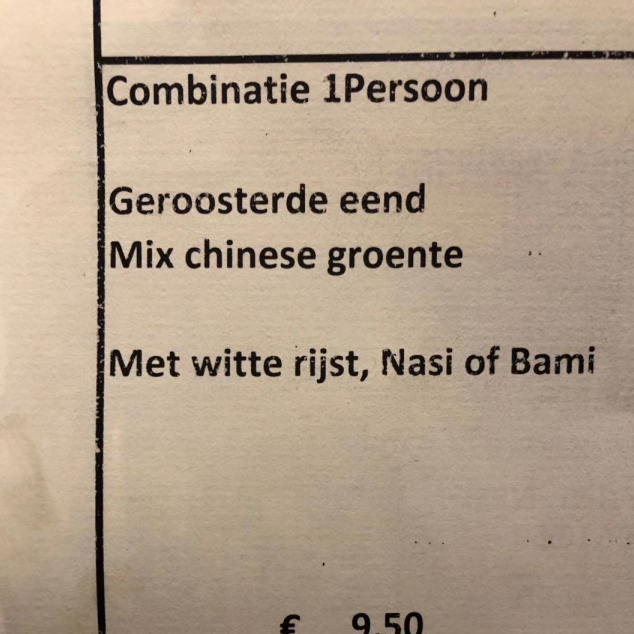 Combinatie 1Persoon
Geroosterde eend
Mix chinese groente
Met witte rijst, Nasi of Bami
€ 9.50